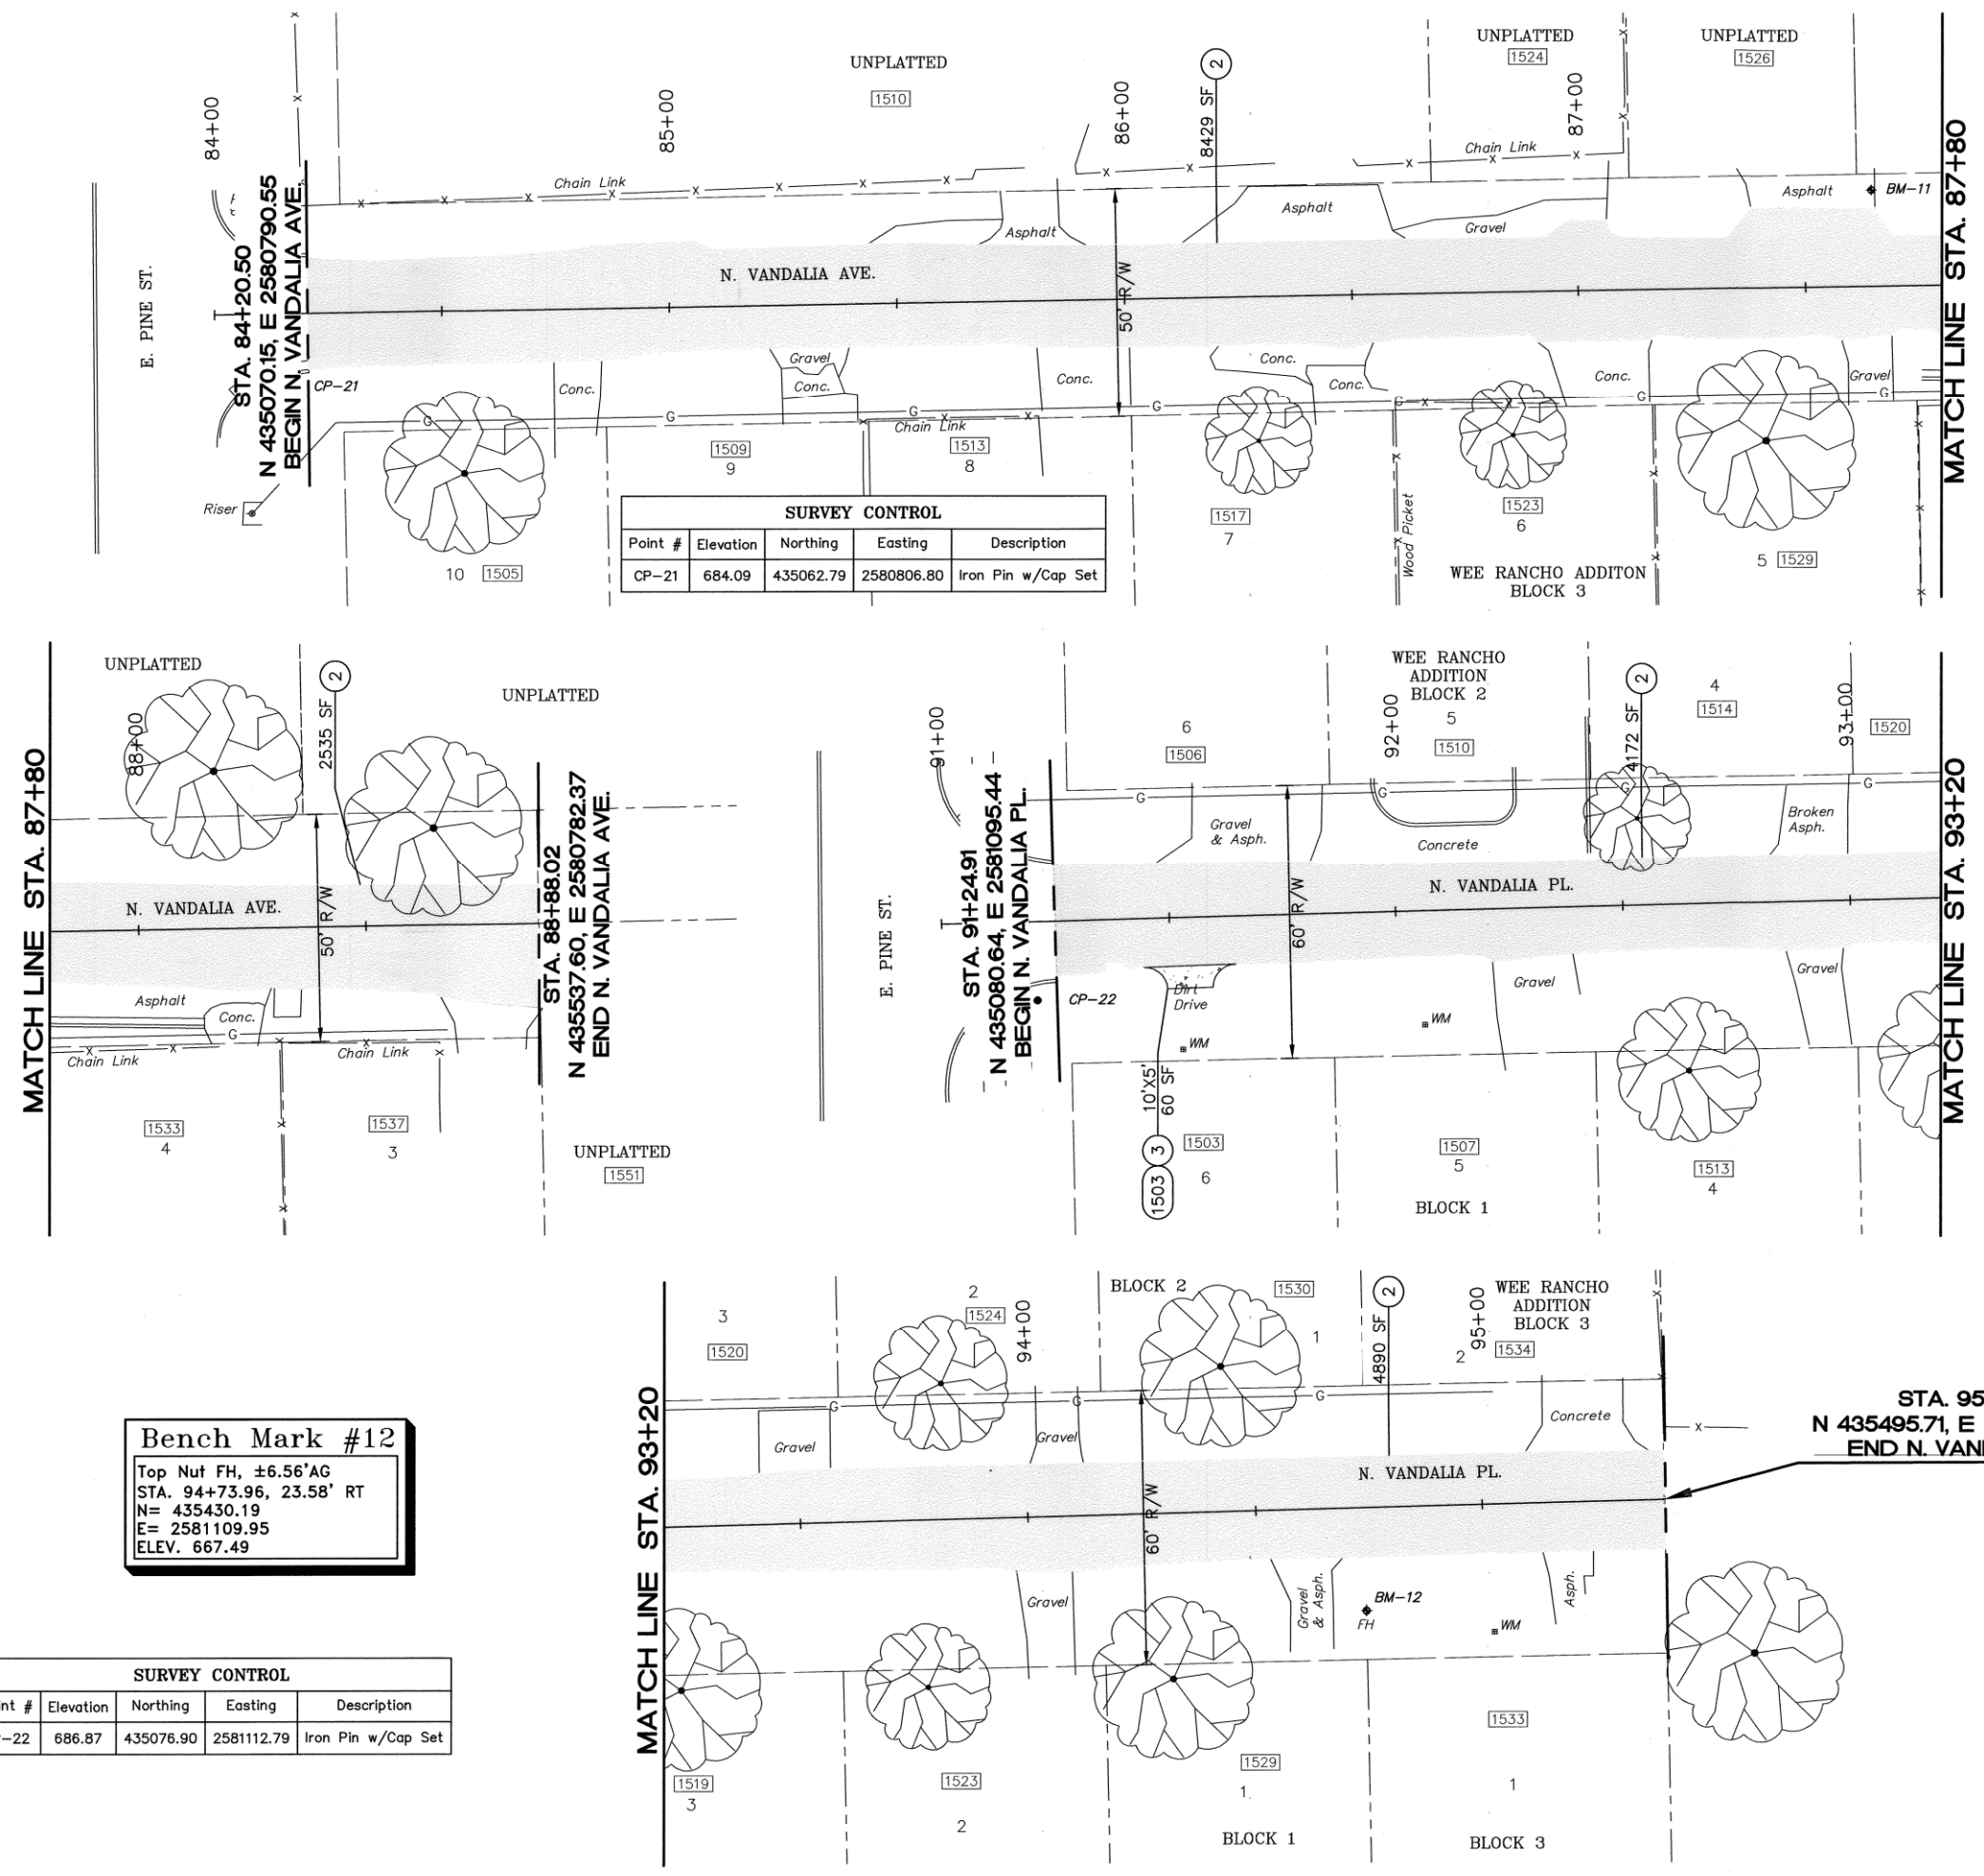 UNPLATTED
1510
UNPLATTED
1524
UNPLATTED
1526
84+00
85+00
86+00
87+00
8429 SF
2
Chain Link
Chain Link
Asphalt
Asphalt
Gravel
Asphalt
BM-11
E. PINE ST.
STA. 84+20.50
N 435070.15, E 2580790.55
BEGIN N. VANDALIA AVE.
N. VANDALIA AVE.
50' R/W
MATCH LINE STA. 87+80
CP-21
Conc.
Gravel
Conc.
Conc.
Conc.
Conc.
Conc.
Gravel
G
G
G
G
G
G
G
Chain Link
Riser
10 1505
1509
9
1513
8
1517
7
Wood Picket
1523
6
5 1529
WEE RANCHO ADDITON
BLOCK 3
SURVEY CONTROL
Point # Elevation Northing Easting Description
CP-21 684.09 435062.79 2580806.80 Iron Pin w/Cap Set
MATCH LINE STA. 87+80
UNPLATTED
88+00
2535 SF
2
UNPLATTED
N. VANDALIA AVE.
50' R/W
STA. 88+88.02
N 435537.60, E 2580782.37
END N. VANDALIA AVE.
Asphalt
Conc.
G
Chain Link
Chain Link
1533
4
1537
3
UNPLATTED
1551
E. PINE ST.
91+00
STA. 91+24.91
N 435080.64, E 2581095.44
BEGIN N. VANDALIA PL.
6
1506
WEE RANCHO
ADDITION
BLOCK 2
5
1510
92+00
4172 SF
2
4
1514
93+00
1520
G
G
G
G
Gravel
& Asph.
Concrete
Broken
Asph.
N. VANDALIA PL.
60' R/W
CP-22
Dirt
Drive
WM
WM
Gravel
Gravel
10'X5'
60 SF
3
1503
1503
6
1507
5
BLOCK 1
1513
4
MATCH LINE STA. 93+20
MATCH LINE STA. 93+20
3
1520
2
1524
94+00
BLOCK 2
1530
1
4890 SF
2
95+00
WEE RANCHO
ADDITION
BLOCK 3
1534
2
G
G
G
Gravel
Gravel
Concrete
N. VANDALIA PL.
60' R/W
STA. 95
N 435495.71, E
END N. VAN
Gravel
Gravel
& Asph.
BM-12
FH
WM
Asph.
1519
3
1523
2
1529
1
BLOCK 1
1533
1
BLOCK 3
Bench Mark #12
Top Nut FH, ±6.56'AG
STA. 94+73.96, 23.58' RT
N= 435430.19
E= 2581109.95
ELEV. 667.49
SURVEY CONTROL
int # Elevation Northing Easting Description
-22 686.87 435076.90 2581112.79 Iron Pin w/Cap Set